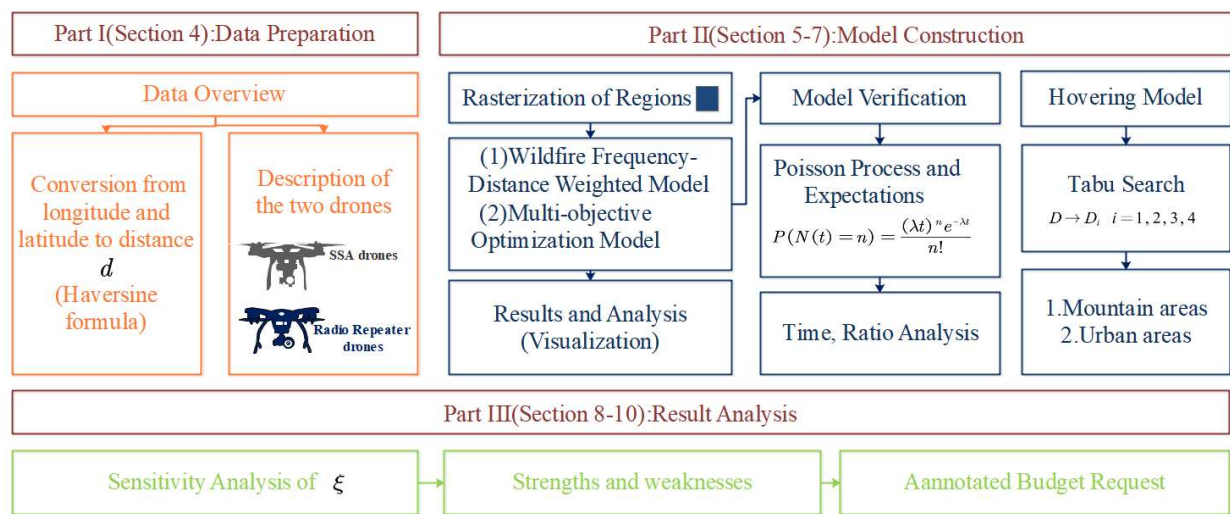 Part I(Section 4):Data Preparation
Data Overview
Conversion from
longitude and
latitude to distance
d
(Haversine
formula)
Description of
the two drones
SSA drones
Radio Repeater
drones
Part II(Section 5-7):Model Construction
Rasterization of Regions
(1)Wildfire Frequency-
Distance Weighted Model
(2)Multi-objective
Optimization Model
Results and Analysis
(Visualization)
Model Verification
Poisson Process and
Expectations
P(N(t)=n)=\frac{(λt)^n e^{-λt}}{n!}
Time, Ratio Analysis
Hovering Model
Tabu Search
D→D_i i=1,2,3,4
1.Mountain areas
2.Urban areas
Part III(Section 8-10):Result Analysis
Sensitivity Analysis of ξ
Strengths and weaknesses
Aannotated Budget Request